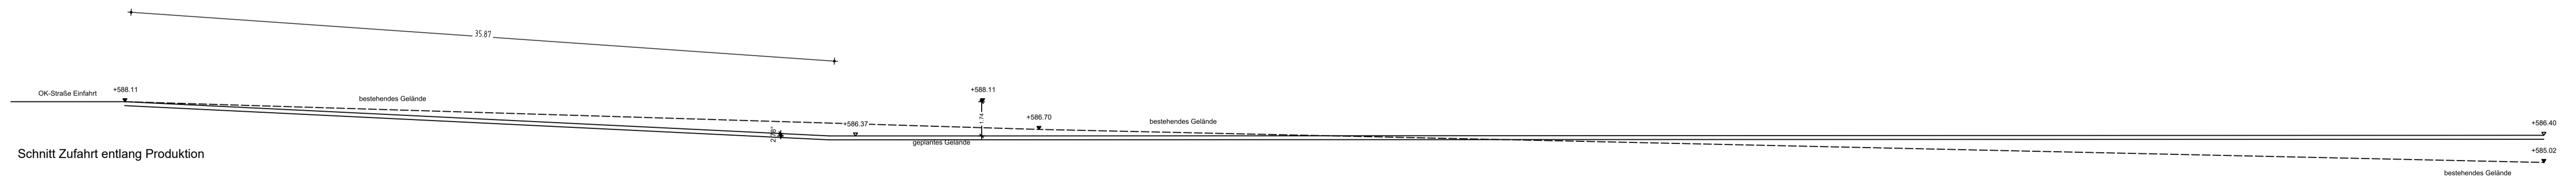 35.87
OK-Straße Einfahrt
+588.11
bestehendes Gelände
+588.11
1.74
+586.37
+586.70
bestehendes Gelände
+586.40
geplantes Gelände
Schnitt Zufahrt entlang Produktion
+585.02
bestehendes Gelände